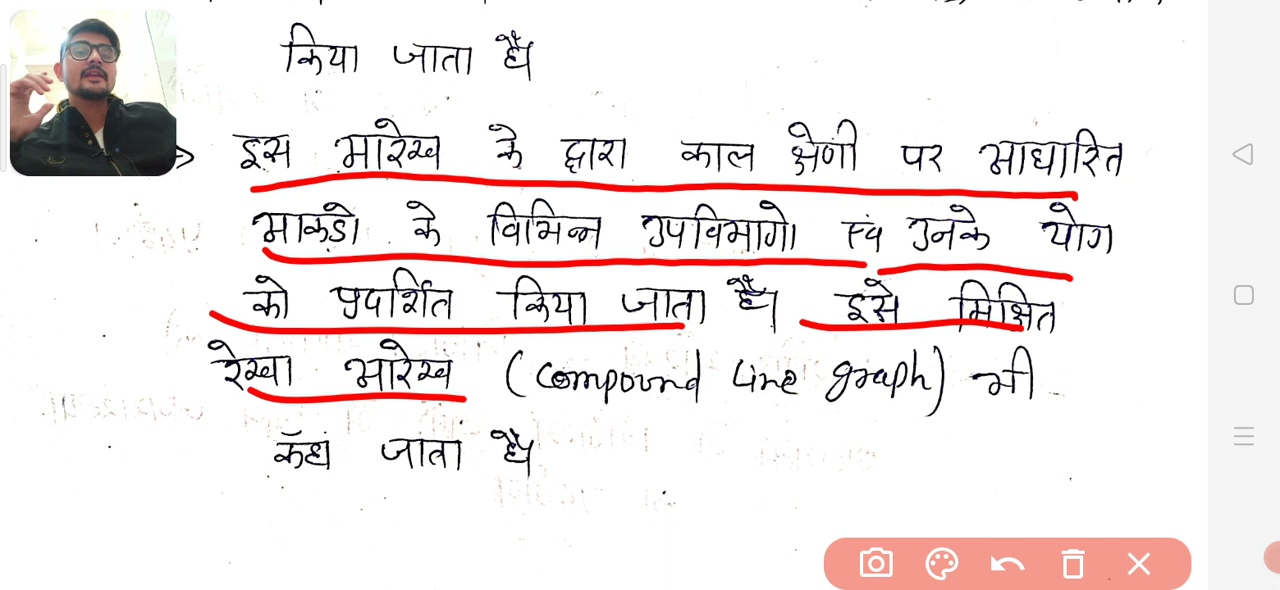 किया जाता है।
इस आरेख के द्वारा काल श्रेणी पर आधारित
आकडो के विभिन्न उपविभागो एवं उनके योग
को प्रदर्शित किया जाता है। इसे मिश्रित
रेखा आरेख (compound Line graph) भी
कहा जाता है।